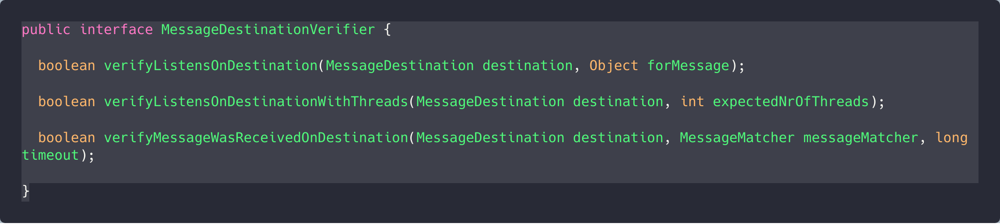 public interface MessageDestinationVerifier {
boolean verifyListensOnDestination(MessageDestination destination, Object forMessage);
boolean verifyListensOnDestinationWithThreads(MessageDestination destination, int expectedNrOfThreads);
boolean verifyMessageWasReceivedOnDestination(MessageDestination destination, MessageMatcher messageMatcher, long
timeout);
}